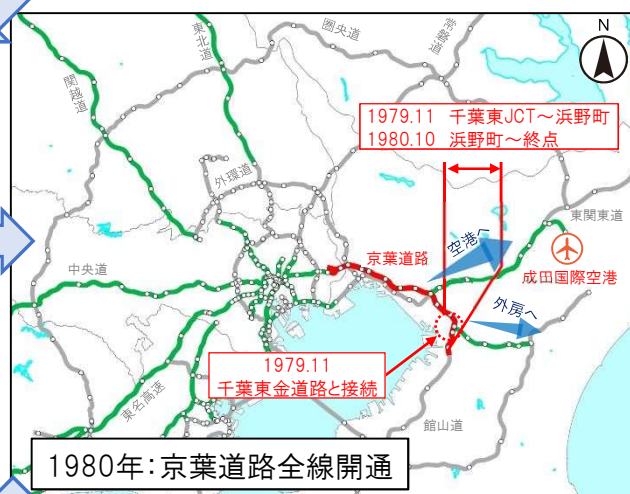 N
圏央道
常磐道
東北道
関越道
1979.11 千葉東JCT~浜野町
1980.10 浜野町~終点
外環道
東関東道
空港へ
京葉道路
中央道
成田国際空港
外房へ
1979.11
千葉東金道路と接続
東名高速
館山道
1980年:京葉道路全線開通